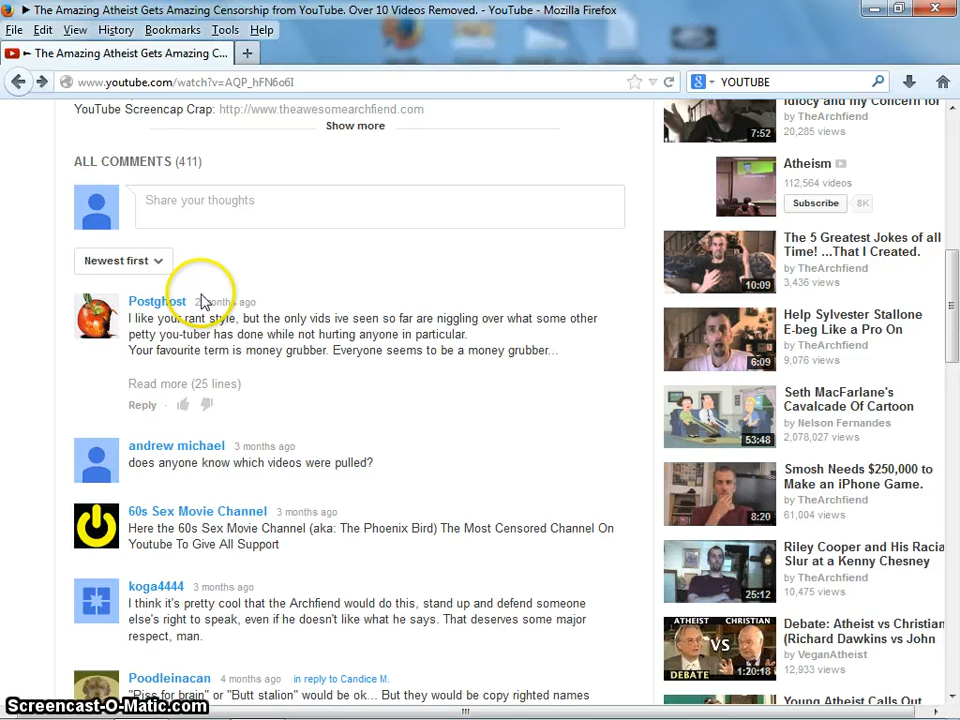 ► The Amazing Atheist Gets Amazing Censorship from YouTube. Over 10 Videos Removed. - YouTube - Mozilla Firefox
File Edit View History Bookmarks Tools Help
► The Amazing Atheist Gets Amazing C...
www.youtube.com/watch?v=AQP_hFN6o6I
YOUTUBE
YouTube Screencap Crap: http://www.theawesomearchfiend.com
Show more
ALL COMMENTS (411)
Share your thoughts
Newest first
Postghost 2 months ago
I like your rant style, but the only vids ive seen so far are niggling over what some other
petty you-tuber has done while not hurting anyone in particular.
Your favourite term is money grubber. Everyone seems to be a money grubber...
Read more (25 lines)
Reply ·
andrew michael 3 months ago
does anyone know which videos were pulled?
60s Sex Movie Channel 3 months ago
Here the 60s Sex Movie Channel (aka: The Phoenix Bird) The Most Censored Channel On
Youtube To Give All Support
koga4444 3 months ago
I think it's pretty cool that the Archfiend would do this, stand up and defend someone
else's right to speak, even if he doesn't like what he says. That deserves some major
respect, man.
Poodleinacan 4 months ago in reply to Candice M.
"Piss for brain" or "Butt stalion" would be ok... But they would be copy righted names
Idiocy and my Concern for
by TheArchfiend
20,285 views
7:52
Atheism
112,564 videos
Subscribe 8K
The 5 Greatest Jokes of all
Time! ...That I Created.
by TheArchfiend
3,436 views
10:09
Help Sylvester Stallone
E-beg Like a Pro On
by TheArchfiend
9,076 views
6:09
Seth MacFarlane's
Cavalcade Of Cartoon
by Nelson Fernandes
2,078,027 views
53:48
Smosh Needs $250,000 to
Make an iPhone Game.
by TheArchfiend
61,004 views
8:20
Riley Cooper and His Racia
Slur at a Kenny Chesney
by TheArchfiend
10,475 views
25:12
Debate: Atheist vs Christian
(Richard Dawkins vs John
by VeganAtheist
12,933 views
ATHEIST CHRISTIAN
VS
1:20:18
Young Atheist Calls Out
Screencast-O-Matic.com